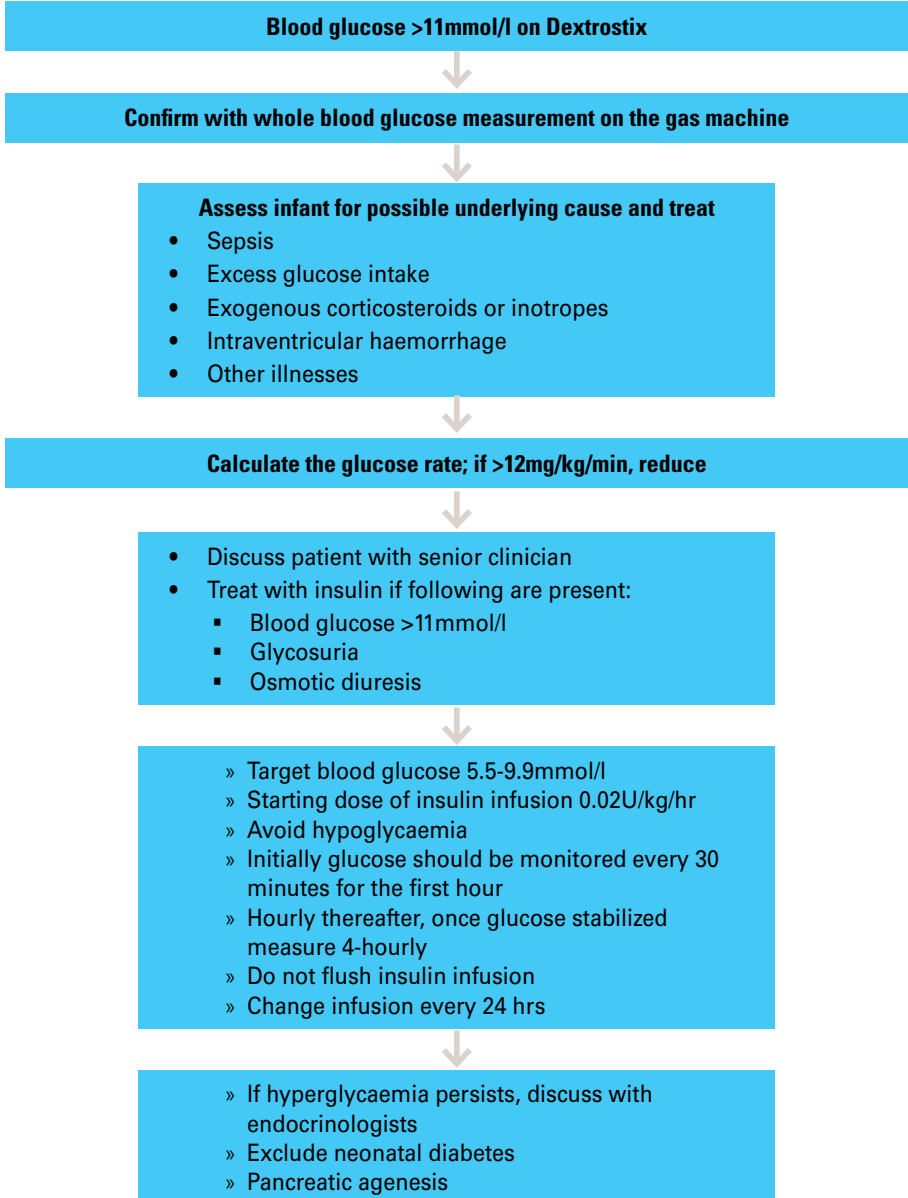 Blood glucose >11mmol/l on Dextrostix
Confirm with whole blood glucose measurement on the gas machine
Assess infant for possible underlying cause and treat
• Sepsis
• Excess glucose intake
• Exogenous corticosteroids or inotropes
• Intraventricular haemorrhage
• Other illnesses
Calculate the glucose rate; if >12mg/kg/min, reduce
• Discuss patient with senior clinician
• Treat with insulin if following are present:
▪ Blood glucose >11mmol/l
▪ Glycosuria
▪ Osmotic diuresis
» Target blood glucose 5.5-9.9mmol/l
» Starting dose of insulin infusion 0.02U/kg/hr
» Avoid hypoglycaemia
» Initially glucose should be monitored every 30
minutes for the first hour
» Hourly thereafter, once glucose stabilized
measure 4-hourly
» Do not flush insulin infusion
» Change infusion every 24 hrs
» If hyperglycaemia persists, discuss with
endocrinologists
» Exclude neonatal diabetes
» Pancreatic agenesis